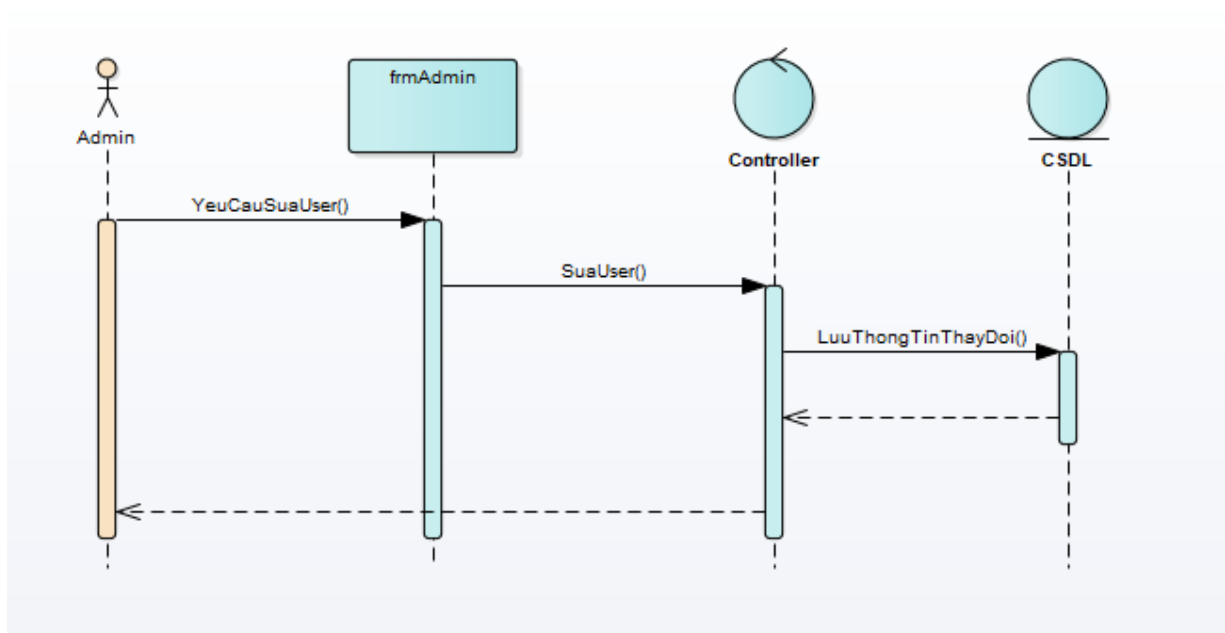 frmAdmin
Admin
Controller
CSDL
YeuCauSuaUser()
SuaUser()
LuuThongTinThayDoi()